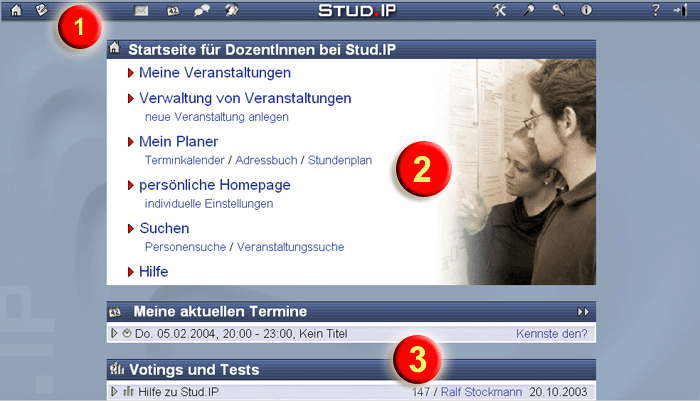 STUD.IP
1
Startseite für DozentInnen bei Stud.IP
Meine Veranstaltungen
Verwaltung von Veranstaltungen
neue Veranstaltung anlegen
Mein Planer
Terminkalender / Adressbuch / Stundenplan
2
persönliche Homepage
individuelle Einstellungen
Suchen
Personensuche / Veranstaltungssuche
Hilfe
Meine aktuellen Termine
Do. 05.02.2004, 20:00 - 23:00, Kein Titel Kennste den?
3
Votings und Tests
Hilfe zu Stud.IP 147 / Ralf Stockmann 20.10.2003
.IP